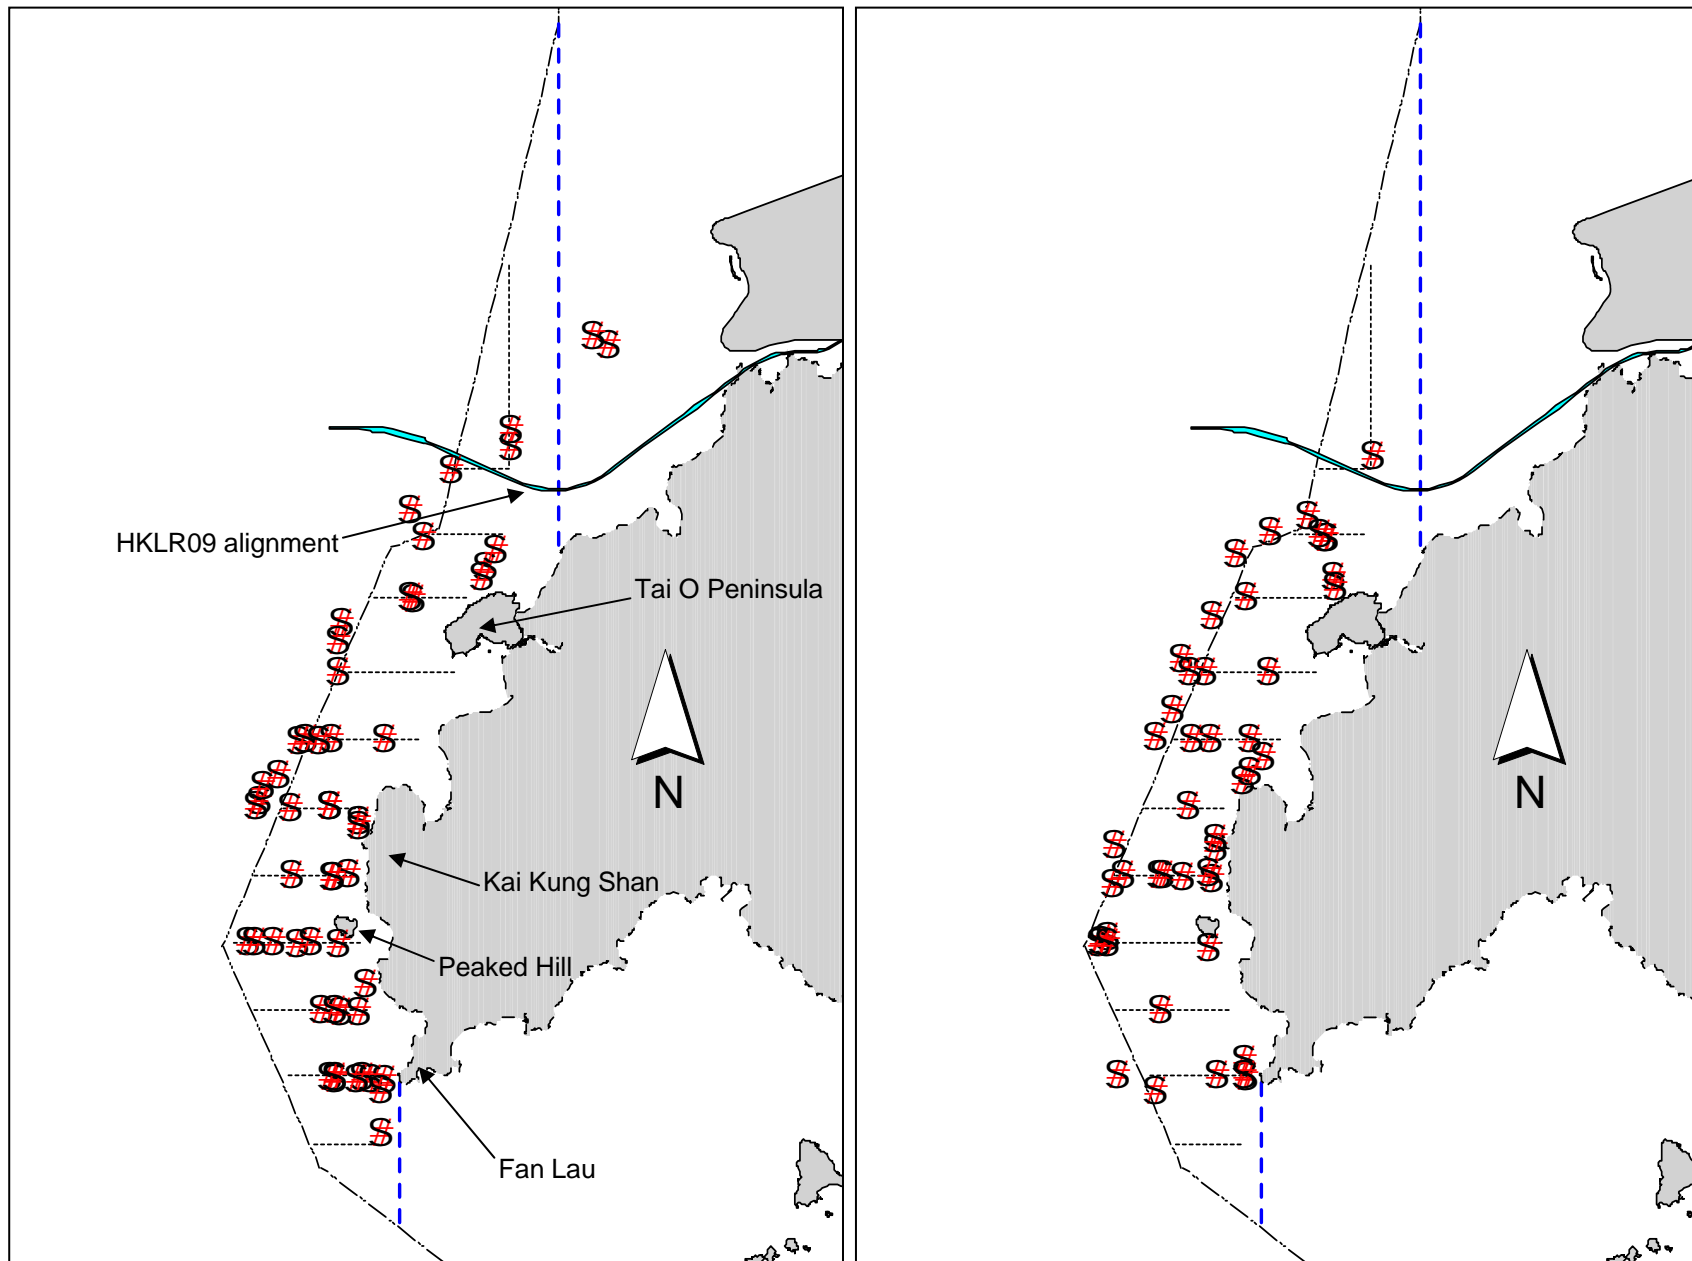 HKLR09 alignment
Tai O Peninsula
N
N
Kai Kung Shan
Peaked Hill
Fan Lau